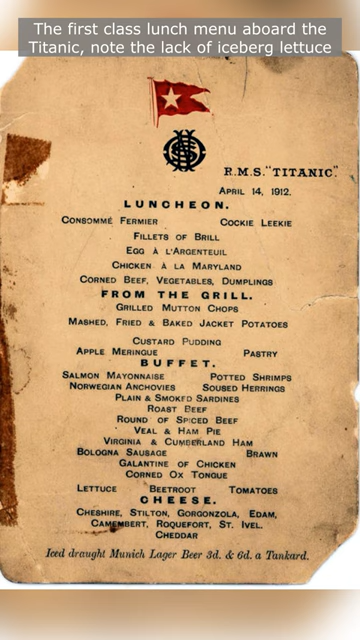 The first class lunch menu aboard the
Titanic, note the lack of iceberg lettuce
R.M.S. "TITANIC."
APRIL 14, 1912.
LUNCHEON.
CONSOMMÉ FERMIER COCKIE LEEKIE
FILLETS OF BRILL
EGG À L'ARGENTEUIL
CHICKEN À LA MARYLAND
CORNED BEEF, VEGETABLES, DUMPLINGS
FROM THE GRILL.
GRILLED MUTTON CHOPS
MASHED, FRIED & BAKED JACKET POTATOES
CUSTARD PUDDING
APPLE MERINGUE PASTRY
BUFFET.
SALMON MAYONNAISE POTTED SHRIMPS
NORWEGIAN ANCHOVIES SOUSED HERRINGS
PLAIN & SMOKED SARDINES
ROAST BEEF
ROUND OF SPICED BEEF
VEAL & HAM PIE
VIRGINIA & CUMBERLAND HAM
BOLOGNA SAUSAGE BRAWN
GALANTINE OF CHICKEN
CORNED OX TONGUE
LETTUCE BEETROOT TOMATOES
CHEESE.
CHESHIRE, STILTON, GORGONZOLA, EDAM,
CAMEMBERT, ROQUEFORT, ST. IVEL.
CHEDDAR
Iced draught Munich Lager Beer 3d. & 6d. a Tankard.